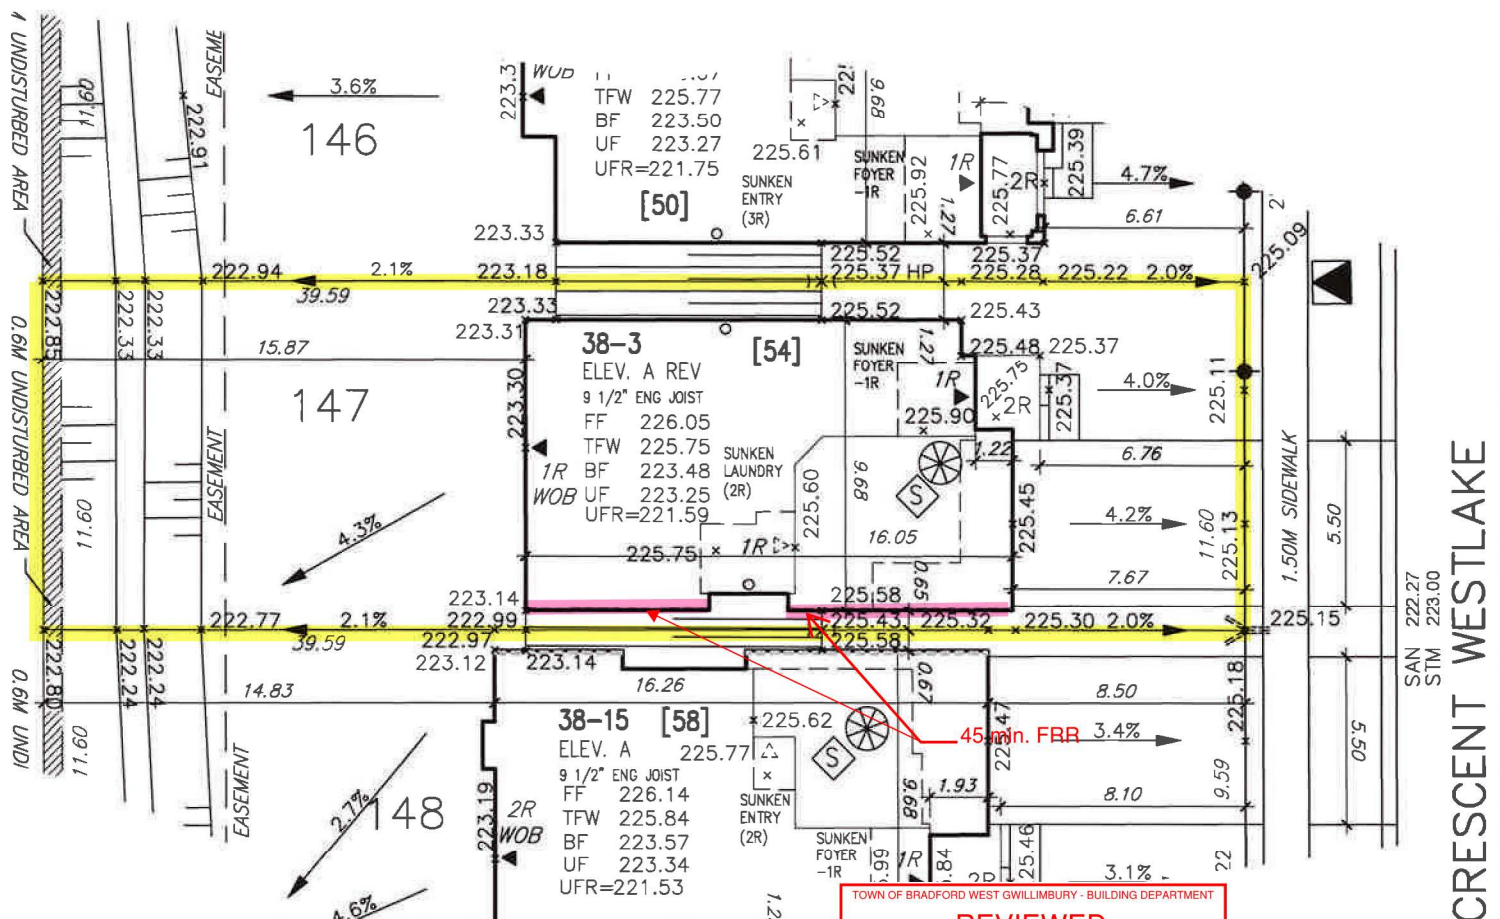 UNDISTURBED AREA
0.6M UNDISTURBED AREA
0.6M UNDI
11.60
222.91
EASEME
3.6%
146
223.3
WOB
TFW 225.77
BF 223.50
UF 223.27
UFR=221.75
[50]
225.61
SUNKEN
ENTRY
(3R)
9.68
SUNKEN
FOYER
-1R
225.92
1R
1.27
225.77
2R
225.39
4.7%
6.61
2'
225.09
223.33
225.52
225.37
222.94
2.1%
223.18
225.37 HP
225.28
225.22
2.0%
39.59
223.33
225.52
225.43
222.85
222.33
222.33
223.31
15.87
147
223.30
38-3
[54]
ELEV. A REV
9 1/2" ENG JOIST
FF 226.05
TFW 225.75
BF 223.48
UF 223.25
UFR=221.59
1R
WOB
SUNKEN
LAUNDRY
(2R)
SUNKEN
FOYER
-1R
1.27
225.48
225.37
1R
225.75
2R
225.37
225.90
4.0%
225.11
1.22
6.76
9.68
225.60
S
225.45
4.2%
11.60
225.13
1.50M SIDEWALK
5.50
EASEMENT
11.60
4.3%
225.75
1R
16.05
0.65
7.67
223.14
225.58
222.77
2.1%
222.99
225.43
225.32
225.30
2.0%
225.15
39.59
222.97
225.58
222.80
222.24
222.24
223.12
223.14
14.83
16.26
0.67
8.50
225.18
SAN 222.27
STM 223.00
CRESCENT WESTLAKE
38-15
[58]
ELEV. A
9 1/2" ENG JOIST
FF 226.14
TFW 225.84
BF 223.57
UF 223.34
UFR=221.53
225.62
225.77
S
225.47
45 min. FRR
3.4%
9.68
1.93
8.10
9.59
5.50
11.60
EASEMENT
2.7%
148
223.19
2R
WOB
SUNKEN
ENTRY
(2R)
SUNKEN
FOYER
-1R
1R
2R
25.46
3.1%
22
4.6%
TOWN OF BRADFORD WEST GWILLIMBURY - BUILDING DEPARTMENT
REVIEWED